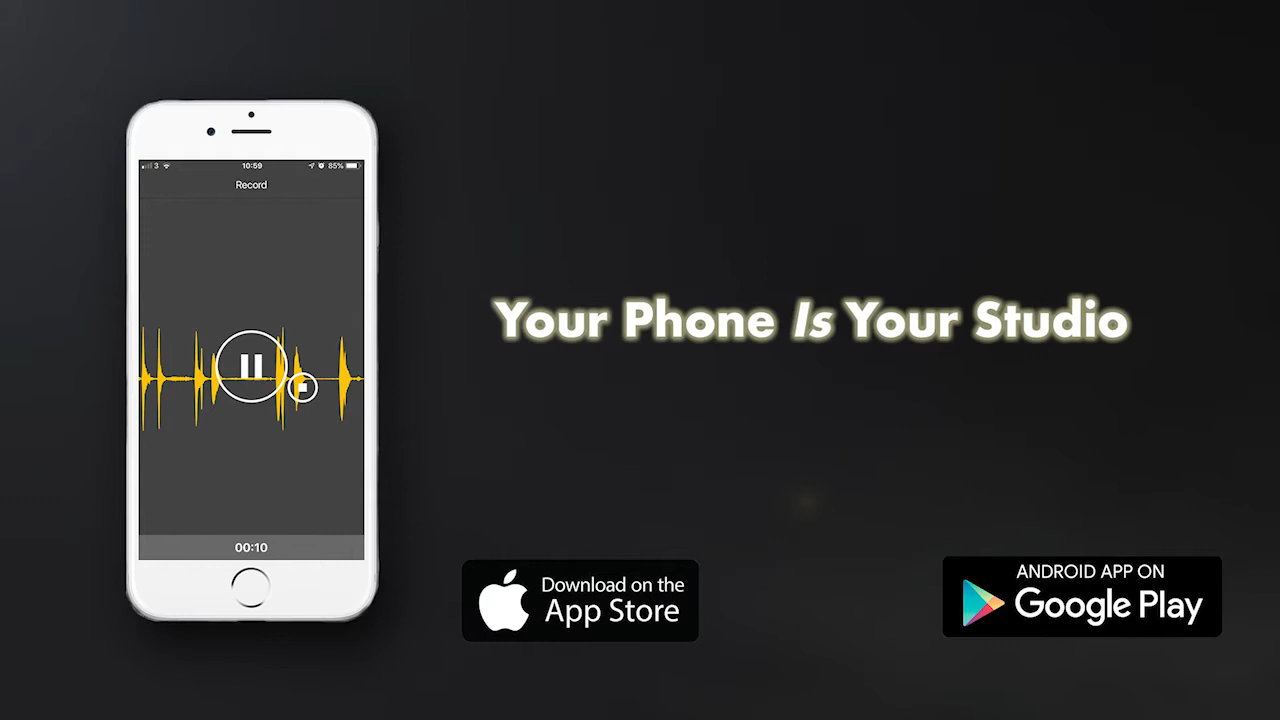 3
10:59
85%
Record
00:10
Your Phone Is Your Studio
Download on the
App Store
ANDROID APP ON
Google Play